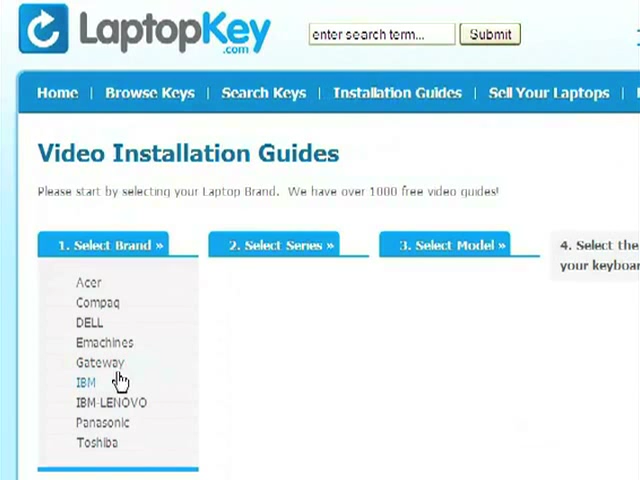 LaptopKey
.com
enter search term...
Submit
Home | Browse Keys | Search Keys | Installation Guides | Sell Your Laptops |
Video Installation Guides
Please start by selecting your Laptop Brand. We have over 1000 free video guides!
1. Select Brand »
2. Select Series »
3. Select Model »
4. Select the
your keyboar
Acer
Compaq
DELL
Emachines
Gateway
IBM
IBM-LENOVO
Panasonic
Toshiba